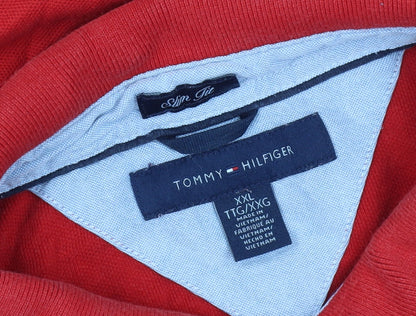 Slim Fit
TOMMY HILFIGER
XXL
TTG/XXG
MADE IN
VIETNAM/
FABRIQUÉ AU
VIETNAM/
HECHO EN
VIETNAM